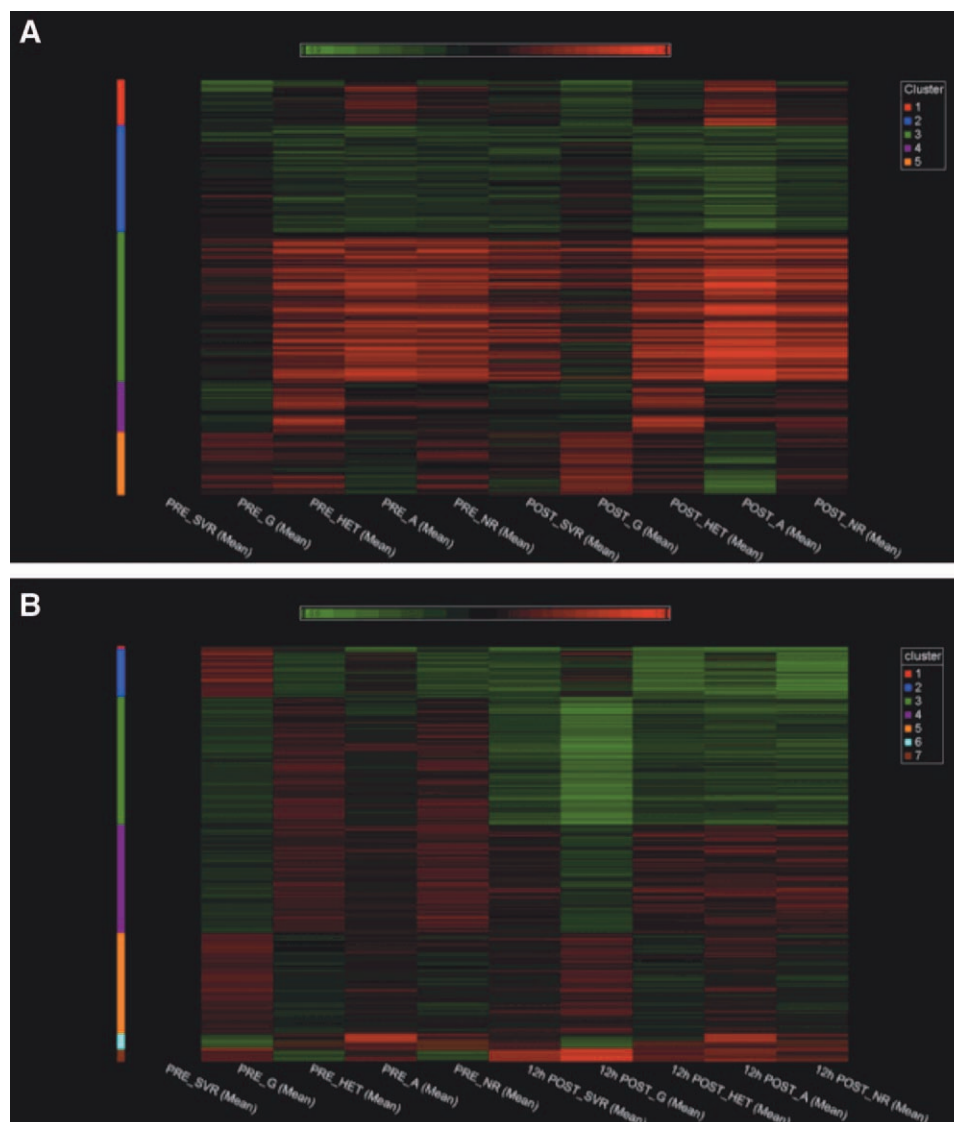 A
Cluster
1
2
3
4
5
PRE_SVR (Mean)
PRE_G (Mean)
PRE_HET (Mean)
PRE_A (Mean)
PRE_NR (Mean)
POST_SVR (Mean)
POST_G (Mean)
POST_HET (Mean)
POST_A (Mean)
POST_NR (Mean)
B
cluster
1
2
3
4
5
6
7
PRE_SVR (Mean)
PRE_G (Mean)
PRE_HET (Mean)
PRE_A (Mean)
PRE_NR (Mean)
12h POST_SVR (Mean)
12h POST_G (Mean)
12h POST_HET (Mean)
12h POST_A (Mean)
12h POST_NR (Mean)